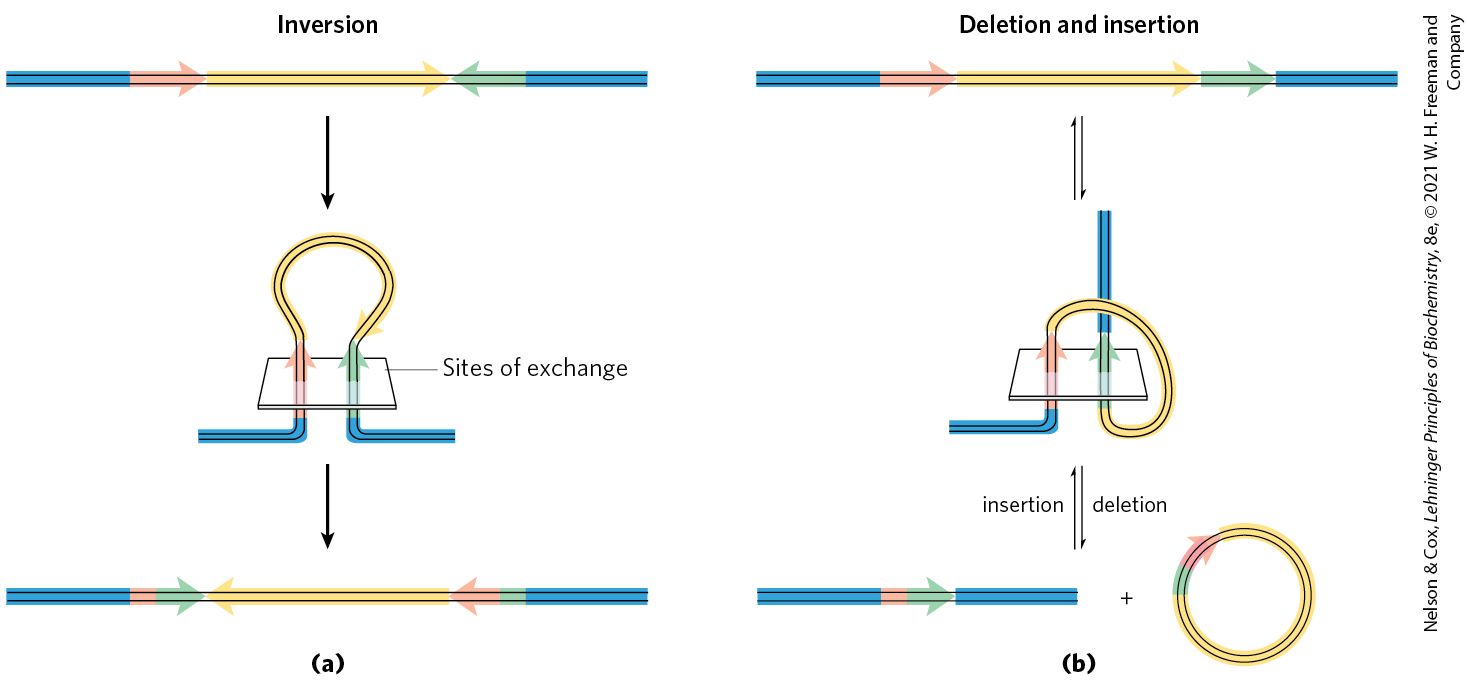 Inversion
Deletion and insertion
Sites of exchange
insertion
deletion
+
(a)
(b)
Nelson & Cox, Lehninger Principles of Biochemistry, 8e, © 2021 W. H. Freeman and
Company